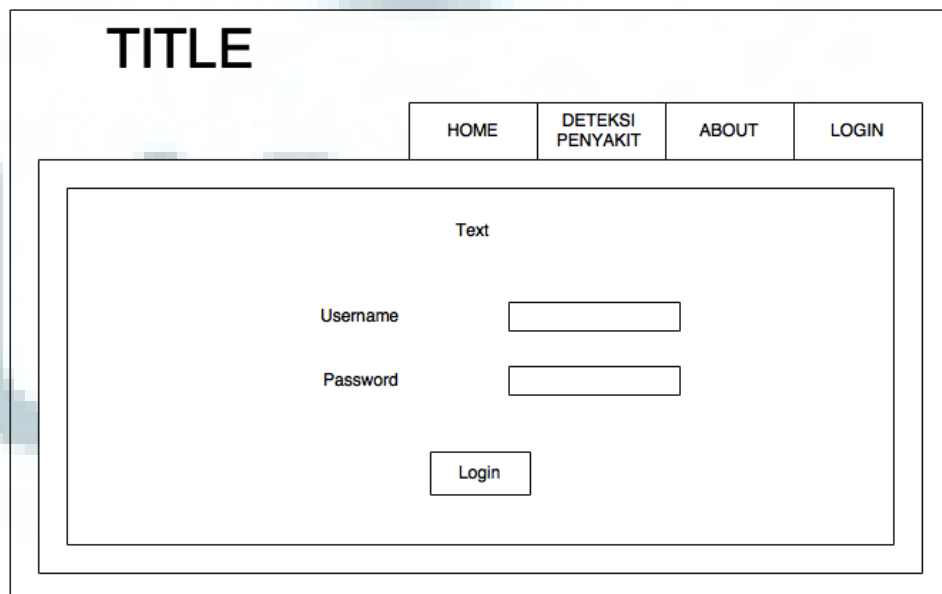 TITLE
HOME
DETEKSI
PENYAKIT
ABOUT
LOGIN
Text
Username
Password
Login